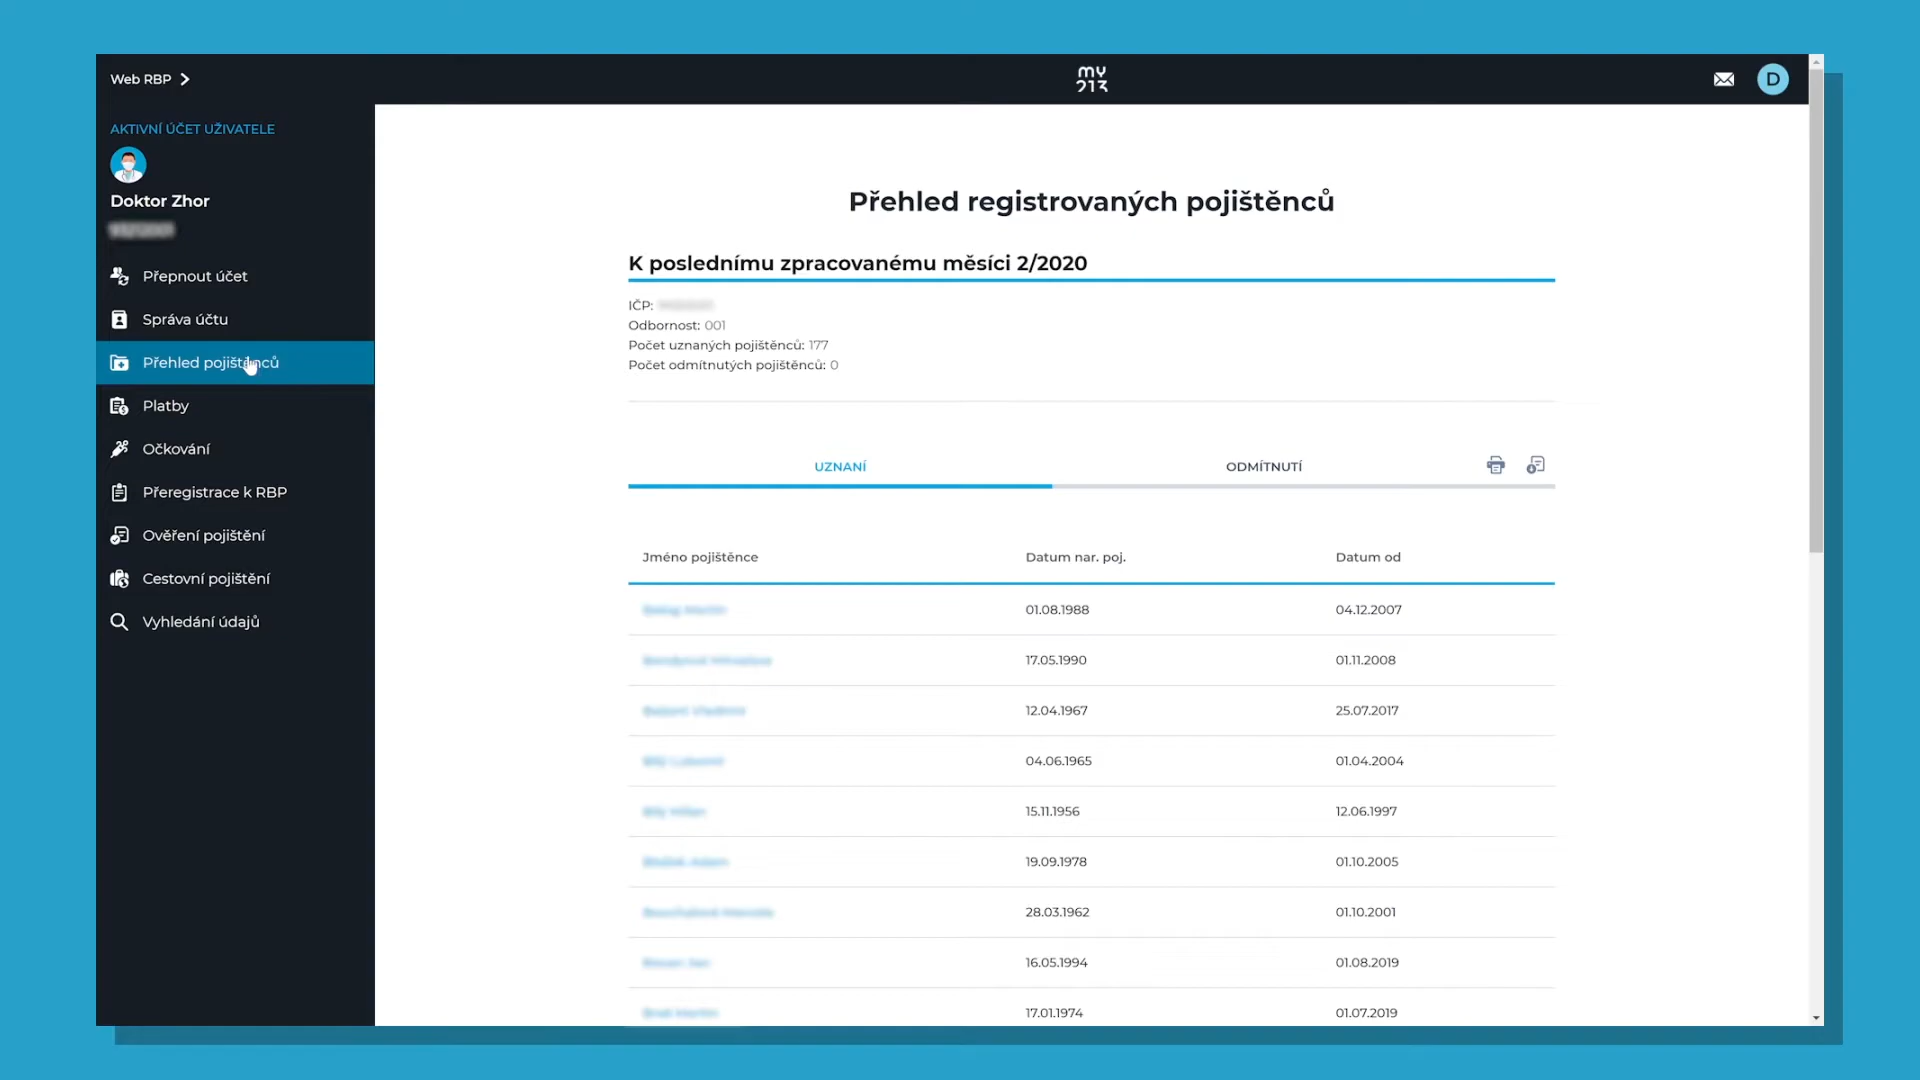 Web RBP
my
213
D
AKTIVNÍ ÚČET UŽIVATELE
Doktor Zhor
Přepnout účet
Správa účtu
Přehled pojištěnců
Platby
Očkování
Přeregistrace k RBP
Ověření pojištění
Cestovní pojištění
Vyhledání údajů
Přehled registrovaných pojištěnců
K poslednímu zpracovanému měsíci 2/2020
IČP:
Odbornost: 001
Počet uznaných pojištěnců: 177
Počet odmítnutých pojištěnců: 0
UZNANÍ ODMÍTNUTÍ
Jméno pojištěnce Datum nar. poj. Datum od
01.08.1988 04.12.2007
17.05.1990 01.11.2008
12.04.1967 25.07.2017
04.06.1965 01.04.2004
15.11.1956 12.06.1997
19.09.1978 01.10.2005
28.03.1962 01.10.2001
16.05.1994 01.08.2019
17.01.1974 01.07.2019